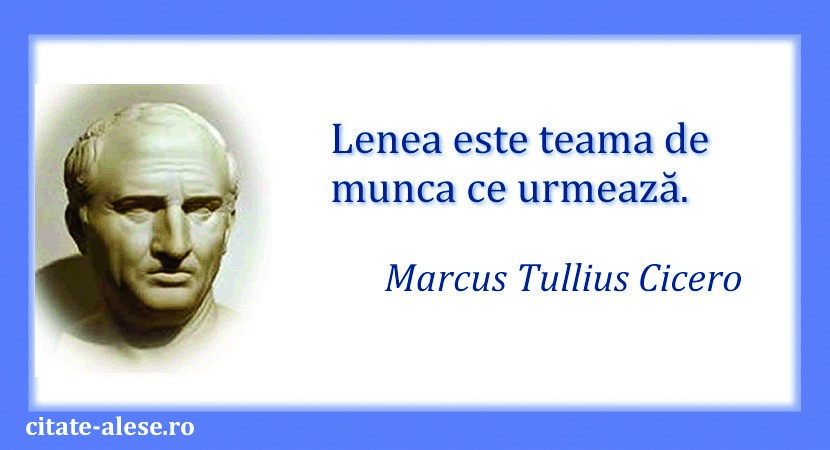 Lenea este teama de
munca ce urmează.
Marcus Tullius Cicero
citate-alese.ro